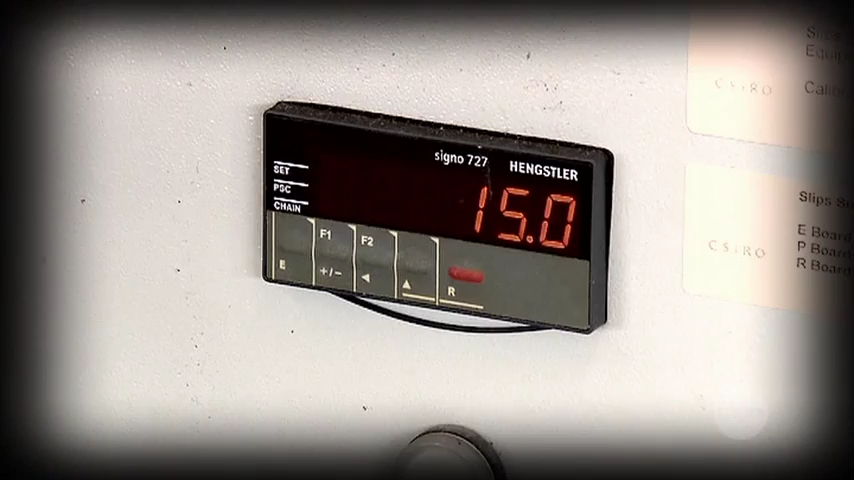 signo 727 HENGSTLER
SET
PSC
CHAIN
15.0
F1 F2
E +/- ◀ ▲ R
CSIRO
Slips
CSIRO
E Board
P Board
R Board